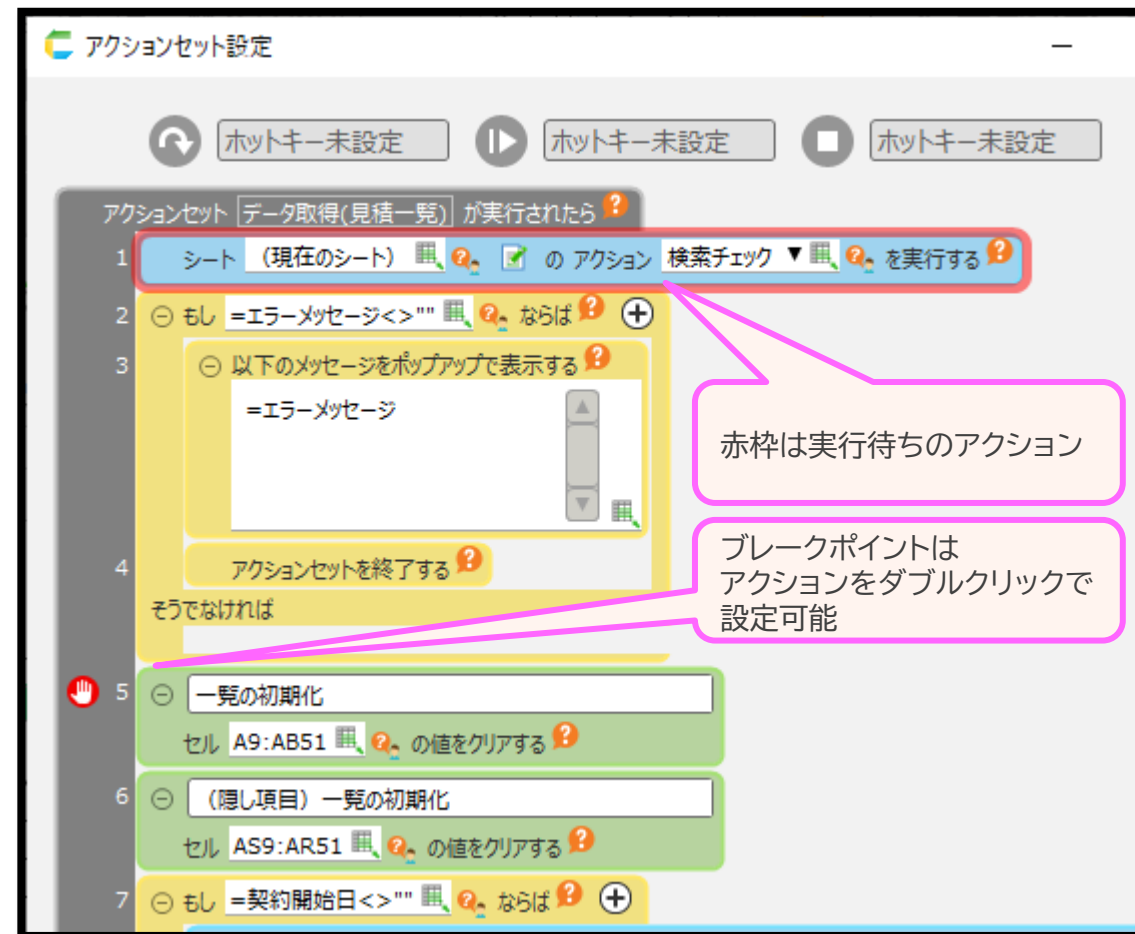 アクションセット設定
ホットキー未設定 ホットキー未設定 ホットキー未設定
アクションセット データ取得(見積一覧) が実行されたら
1 シート (現在のシート) の アクション 検索チェック ▼ を実行する
2 もし =エラーメッセージ<>"" ならば
3 以下のメッセージをポップアップで表示する
=エラーメッセージ
赤枠は実行待ちのアクション
ブレークポイントは
アクションをダブルクリックで
設定可能
4 アクションセットを終了する
そうでなければ
5 一覧の初期化
セル A9:AB51 の値をクリアする
6 (隠し項目)一覧の初期化
セル AS9:AR51 の値をクリアする
7 もし =契約開始日<>"" ならば